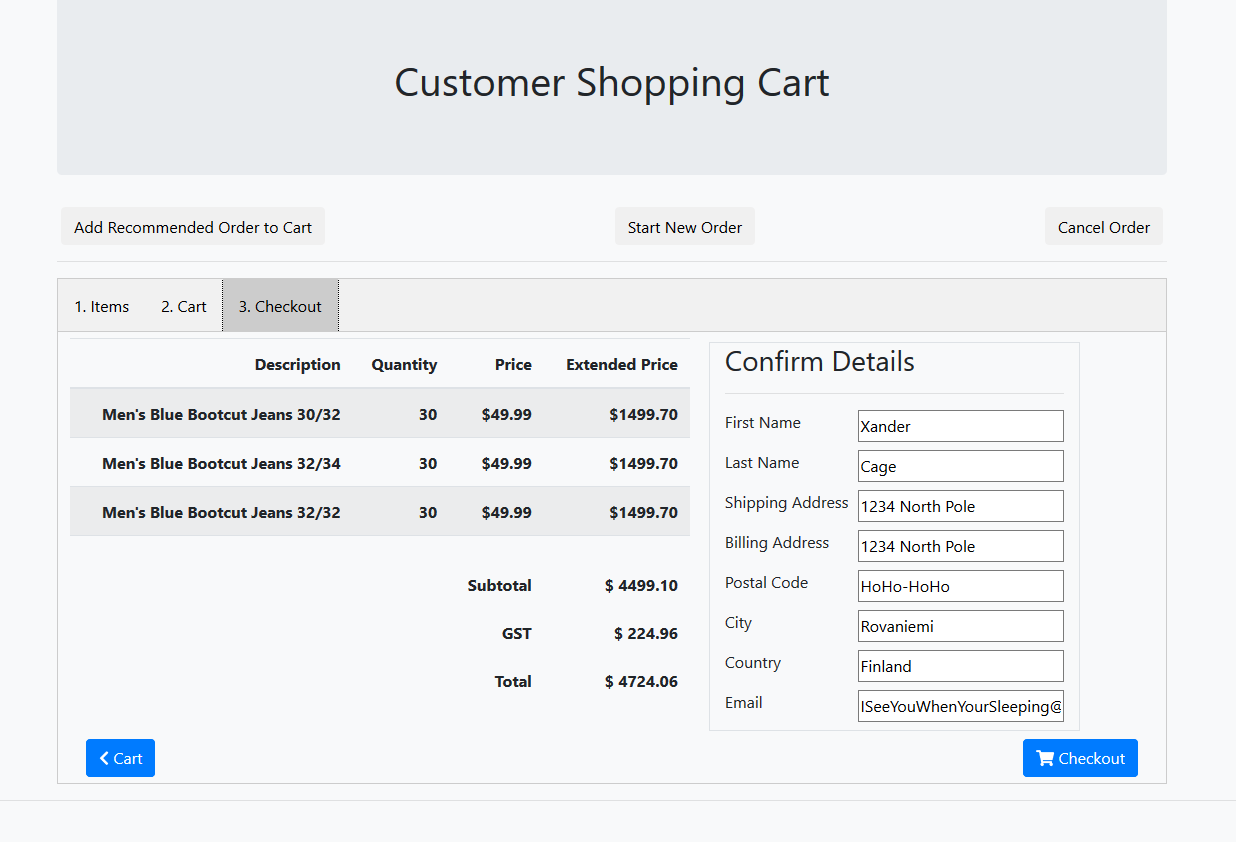 Customer Shopping Cart
Add Recommended Order to Cart Start New Order Cancel Order
1. Items 2. Cart 3. Checkout
Description Quantity Price Extended Price
Men's Blue Bootcut Jeans 30/32 30 $49.99 $1499.70
Men's Blue Bootcut Jeans 32/34 30 $49.99 $1499.70
Men's Blue Bootcut Jeans 32/32 30 $49.99 $1499.70
Subtotal $ 4499.10
GST $ 224.96
Total $ 4724.06
Confirm Details
First Name Xander
Last Name Cage
Shipping Address 1234 North Pole
Billing Address 1234 North Pole
Postal Code HoHo-HoHo
City Rovaniemi
Country Finland
Email ISeeYouWhenYourSleeping@
Cart Checkout